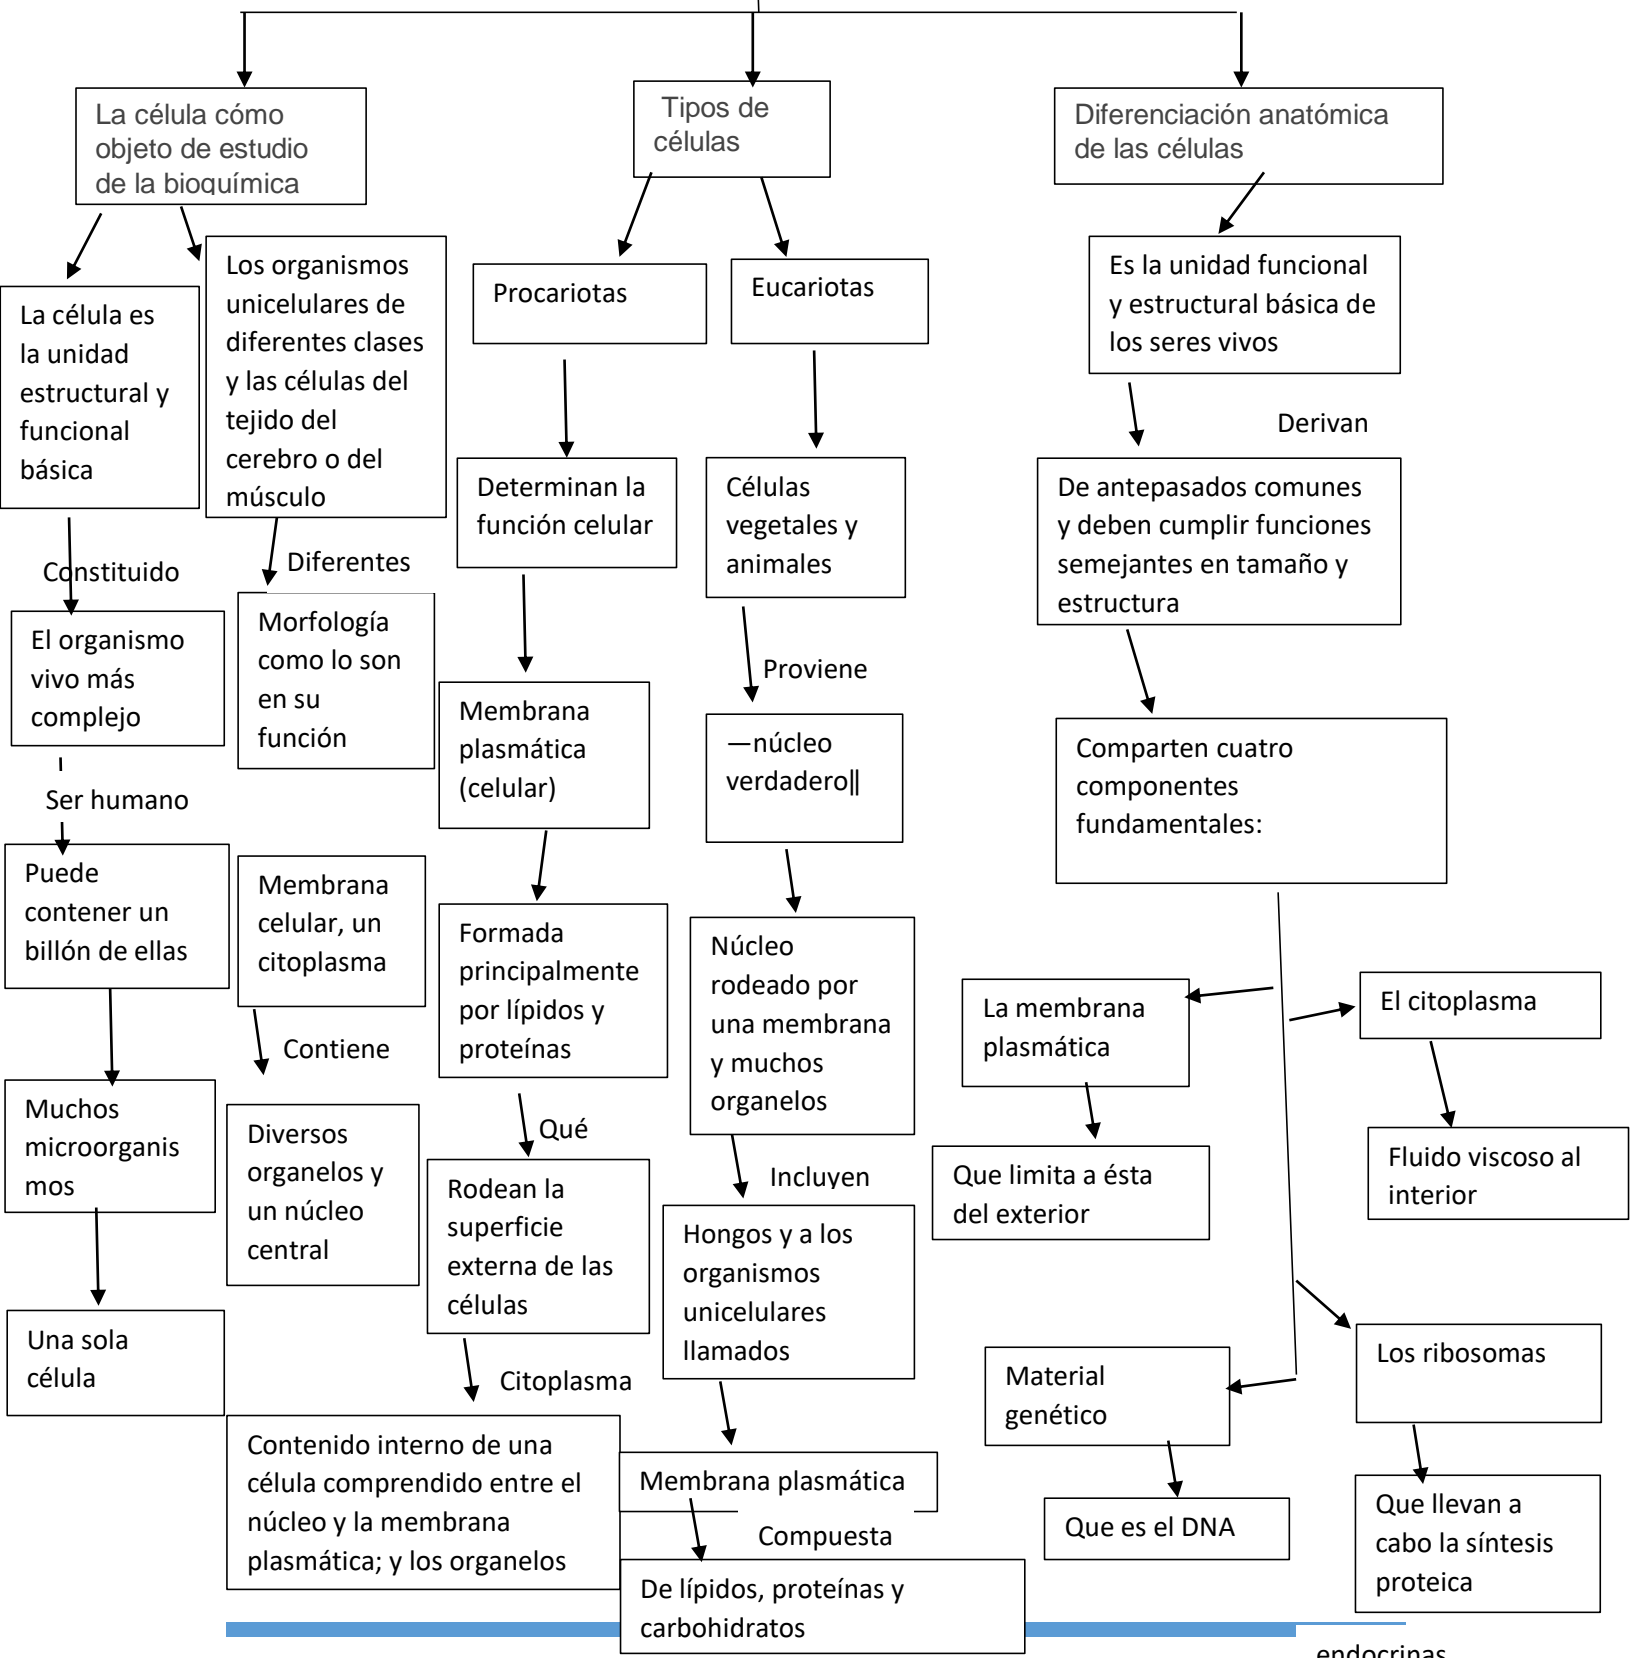 La célula cómo
objeto de estudio
de la bioquímica
Tipos de
células
Diferenciación anatómica
de las células
La célula es
la unidad
estructural y
funcional
básica
Los organismos
unicelulares de
diferentes clases
y las células del
tejido del
cerebro o del
músculo
Procariotas
Eucariotas
Es la unidad funcional
y estructural básica de
los seres vivos
Derivan
Determinan la
función celular
Células
vegetales y
animales
De antepasados comunes
y deben cumplir funciones
semejantes en tamaño y
estructura
Constituido
Diferentes
El organismo
vivo más
complejo
Morfología
como lo son
en su
función
Membrana
plasmática
(celular)
Proviene
―núcleo
verdadero‖
Comparten cuatro
componentes
fundamentales:
Ser humano
Puede
contener un
billón de ellas
Membrana
celular, un
citoplasma
Formada
principalmente
por lípidos y
proteínas
Núcleo
rodeado por
una membrana
y muchos
organelos
La membrana
plasmática
El citoplasma
Contiene
Muchos
microorganis
mos
Diversos
organelos y
un núcleo
central
Qué
Rodean la
superficie
externa de las
células
Incluyen
Hongos y a los
organismos
unicelulares
llamados
Que limita a ésta
del exterior
Fluido viscoso al
interior
Una sola
célula
Citoplasma
Contenido interno de una
célula comprendido entre el
núcleo y la membrana
plasmática; y los organelos
Membrana plasmática
Compuesta
De lípidos, proteínas y
carbohidratos
Material
genético
Que es el DNA
Los ribosomas
Que llevan a
cabo la síntesis
proteica
endocrinas